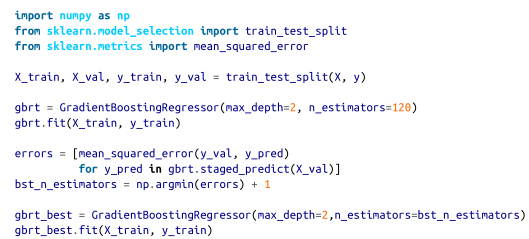 import numpy as np
from sklearn.model_selection import train_test_split
from sklearn.metrics import mean_squared_error

X_train, X_val, y_train, y_val = train_test_split(X, y)

gbrt = GradientBoostingRegressor(max_depth=2, n_estimators=120)
gbrt.fit(X_train, y_train)

errors = [mean_squared_error(y_val, y_pred)
          for y_pred in gbrt.staged_predict(X_val)]
bst_n_estimators = np.argmin(errors) + 1

gbrt_best = GradientBoostingRegressor(max_depth=2,n_estimators=bst_n_estimators)
gbrt_best.fit(X_train, y_train)